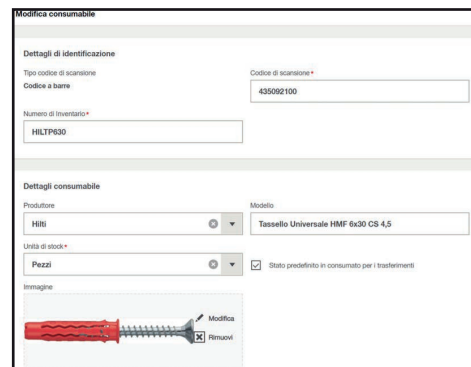 Modifica consumabile
Dettagli di identificazione
Tipo codice di scansione
Codice a barre
Codice di scansione •
435092100
Numero di Inventario •
HILTP630
Dettagli consumabile
Produttore
Hilti
Modello
Tassello Universale HMF 6x30 CS 4,5
Unità di stock •
Pezzi
Stato predefinito in consumato per i trasferimenti
Immagine
Modifica
Rimuovi